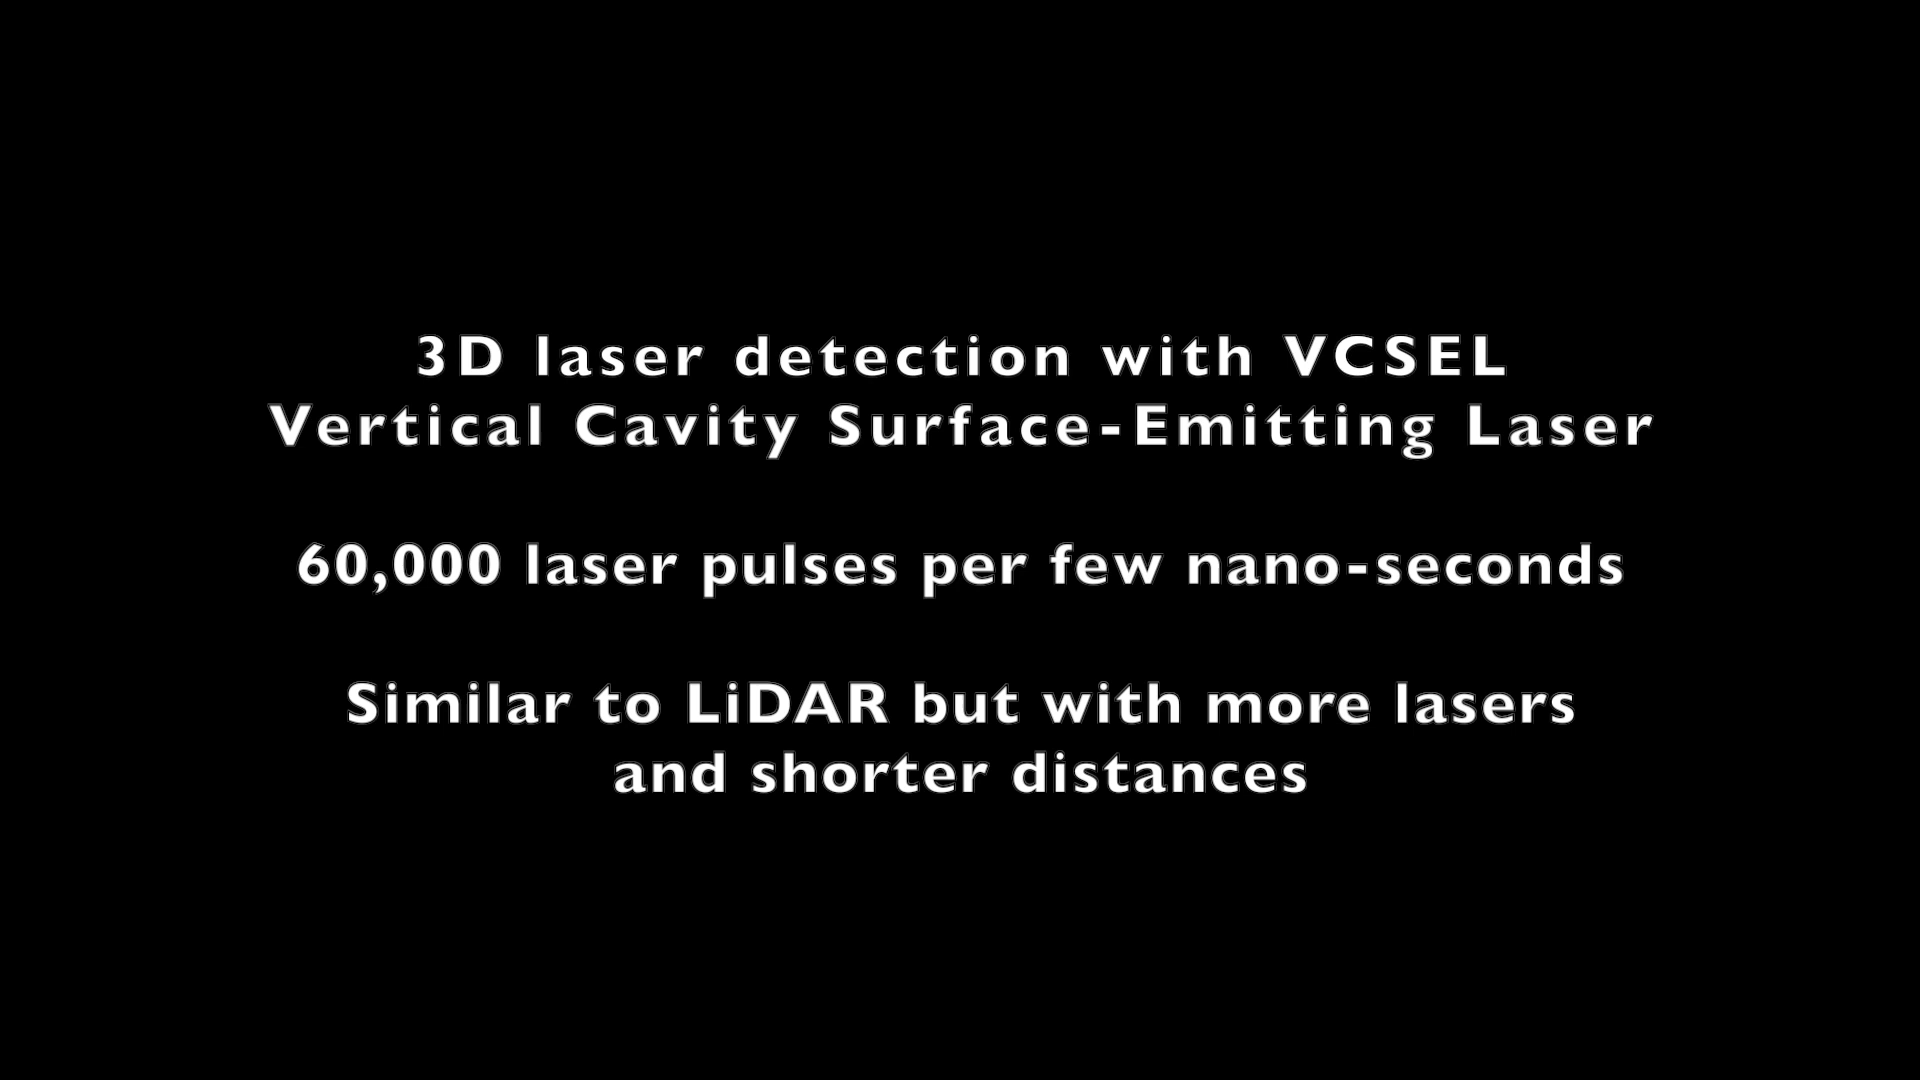 3D laser detection with VCSEL
Vertical Cavity Surface-Emitting Laser
60,000 laser pulses per few nano-seconds
Similar to LiDAR but with more lasers
and shorter distances